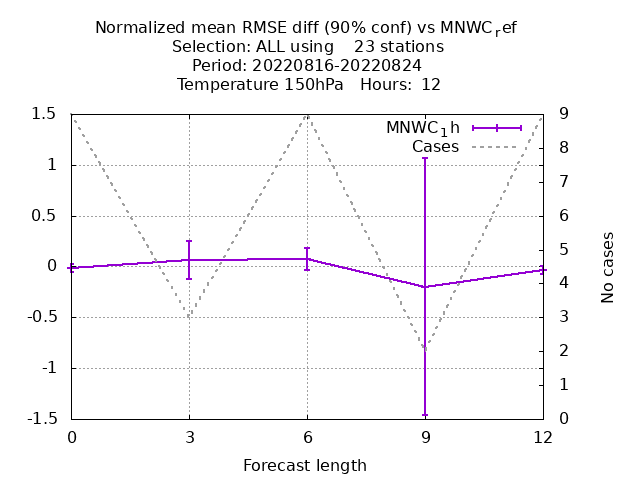 Normalized mean RMSE diff (90% conf) vs MNWCref
Selection: ALL using    23 stations
Period: 20220816-20220824
Temperature 150hPa   Hours:  12
MNWC1h
Cases
1.5
1
0.5
0
-0.5
-1
-1.5
9
8
7
6
5
4
3
2
1
0
No cases
0 3 6 9 12
Forecast length